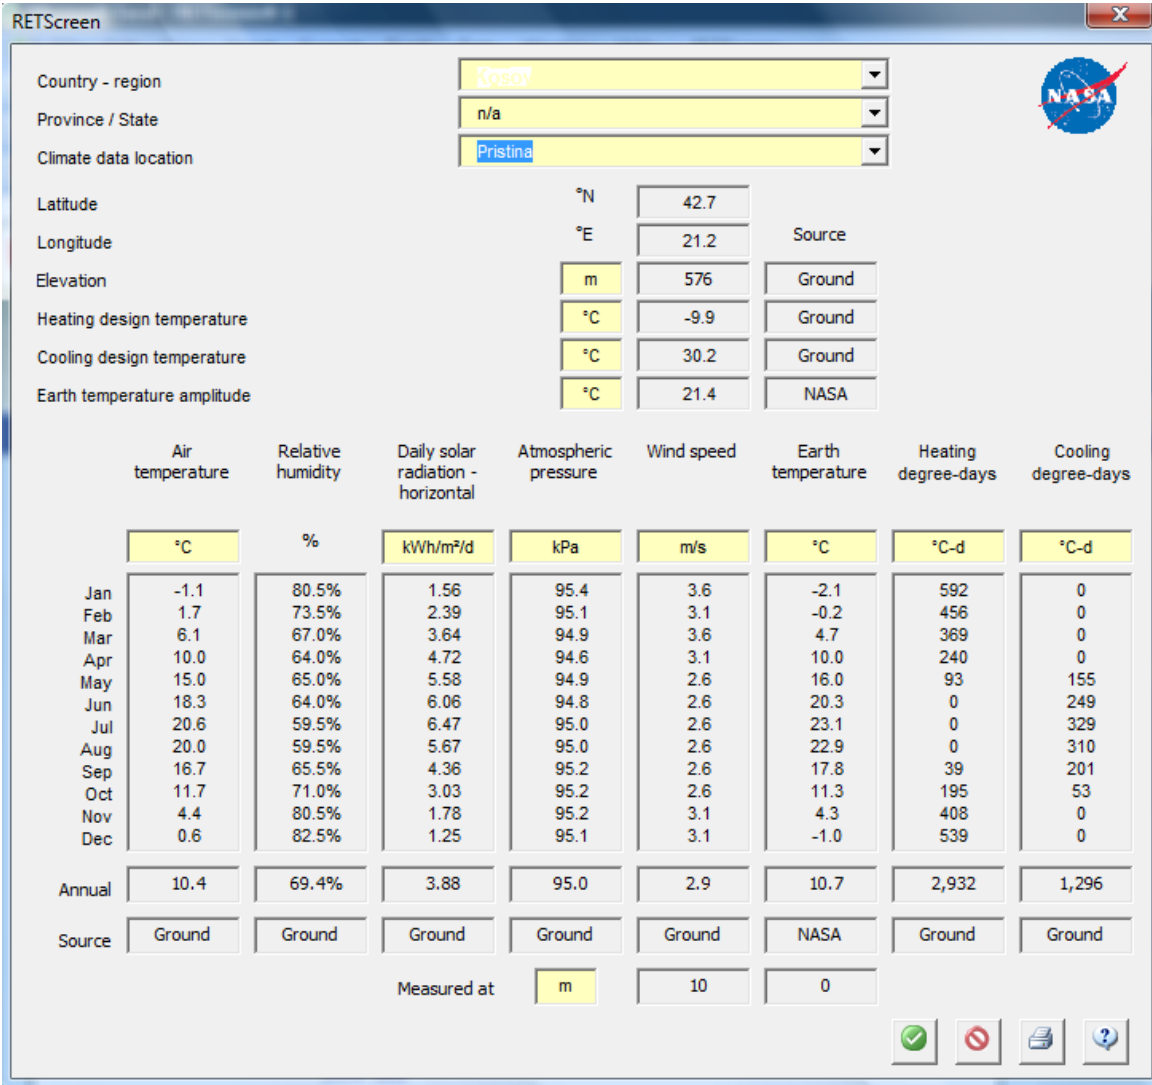 RETScreen
Country - region
NASA
Province / State n/a
Climate data location Pristina
Latitude °N 42.7
Longitude °E 21.2 Source
Elevation m 576 Ground
Heating design temperature °C -9.9 Ground
Cooling design temperature °C 30.2 Ground
Earth temperature amplitude °C 21.4 NASA
Air Relative Daily solar Atmospheric Wind speed Earth Heating Cooling
temperature humidity radiation - pressure temperature degree-days degree-days
horizontal
°C % kWh/m²/d kPa m/s °C °C-d °C-d
Jan -1.1 80.5% 1.56 95.4 3.6 -2.1 592 0
Feb 1.7 73.5% 2.39 95.1 3.1 -0.2 456 0
Mar 6.1 67.0% 3.64 94.9 3.6 4.7 369 0
Apr 10.0 64.0% 4.72 94.6 3.1 10.0 240 0
May 15.0 65.0% 5.58 94.9 2.6 16.0 93 155
Jun 18.3 64.0% 6.06 94.8 2.6 20.3 0 249
Jul 20.6 59.5% 6.47 95.0 2.6 23.1 0 329
Aug 20.0 59.5% 5.67 95.0 2.6 22.9 0 310
Sep 16.7 65.5% 4.36 95.2 2.6 17.8 39 201
Oct 11.7 71.0% 3.03 95.2 2.6 11.3 195 53
Nov 4.4 80.5% 1.78 95.2 3.1 4.3 408 0
Dec 0.6 82.5% 1.25 95.1 3.1 -1.0 539 0
Annual 10.4 69.4% 3.88 95.0 2.9 10.7 2,932 1,296
Source Ground Ground Ground Ground Ground NASA Ground Ground
Measured at m 10 0